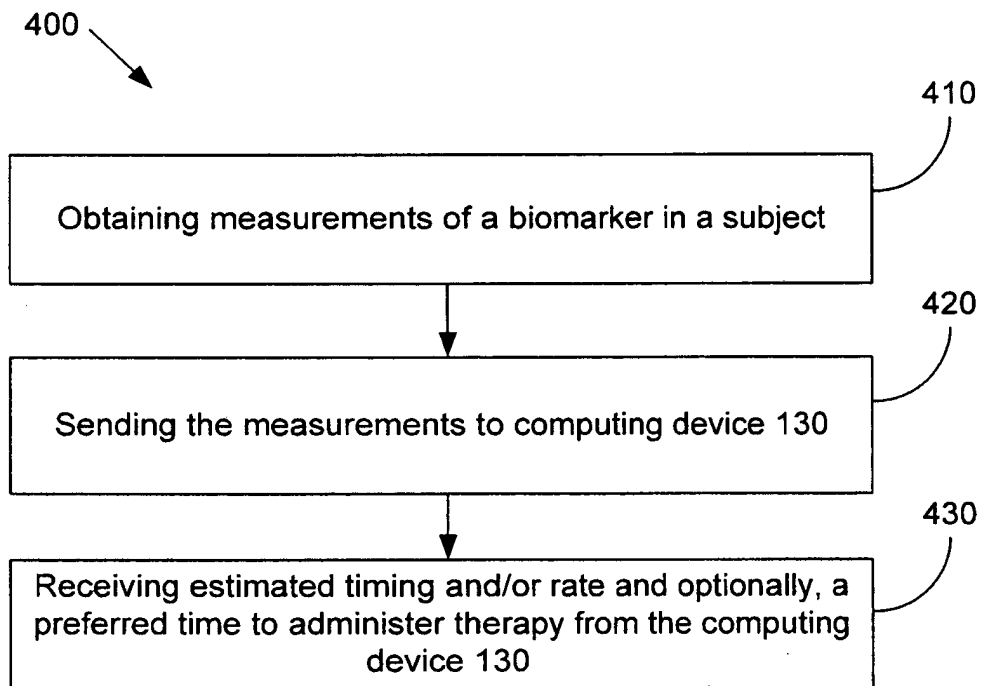 400
410
Obtaining measurements of a biomarker in a subject
420
Sending the measurements to computing device 130
430
Receiving estimated timing and/or rate and optionally, a
preferred time to administer therapy from the computing
device 130